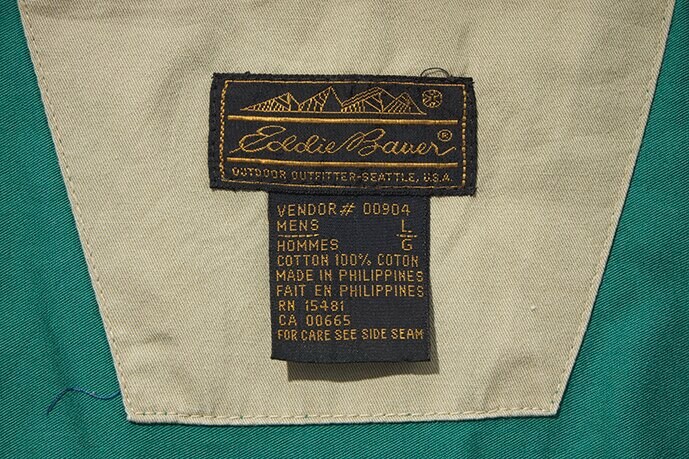 Eddie Bauer®
OUTDOOR OUTFITTER-SEATTLE, U.S.A.
VENDOR# 00904
MENS L
HOMMES G
COTTON 100% COTON
MADE IN PHILIPPINES
FAIT EN PHILIPPINES
RN 15481
CA 00665
FOR CARE SEE SIDE SEAM